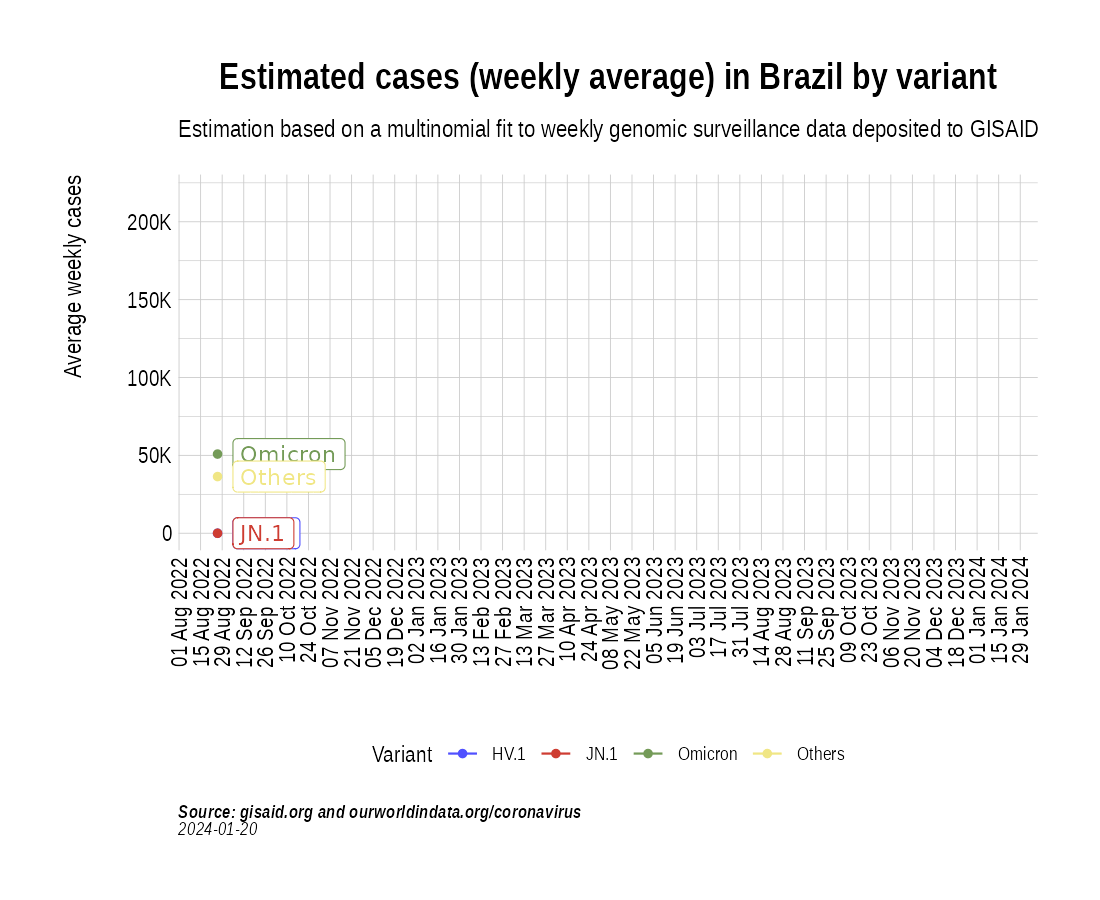 Estimated cases (weekly average) in Brazil by variant
Estimation based on a multinomial fit to weekly genomic surveillance data deposited to GISAID
Average weekly cases
200K
150K
100K
50K
0
Omicron
Others
JN.1
01 Aug 2022
15 Aug 2022
29 Aug 2022
12 Sep 2022
26 Sep 2022
10 Oct 2022
24 Oct 2022
07 Nov 2022
21 Nov 2022
05 Dec 2022
19 Dec 2022
02 Jan 2023
16 Jan 2023
30 Jan 2023
13 Feb 2023
27 Feb 2023
13 Mar 2023
27 Mar 2023
10 Apr 2023
24 Apr 2023
08 May 2023
22 May 2023
05 Jun 2023
19 Jun 2023
03 Jul 2023
17 Jul 2023
31 Jul 2023
14 Aug 2023
28 Aug 2023
11 Sep 2023
25 Sep 2023
09 Oct 2023
23 Oct 2023
06 Nov 2023
20 Nov 2023
04 Dec 2023
18 Dec 2023
01 Jan 2024
15 Jan 2024
29 Jan 2024
Variant HV.1 JN.1 Omicron Others
Source: gisaid.org and ourworldindata.org/coronavirus
2024-01-20